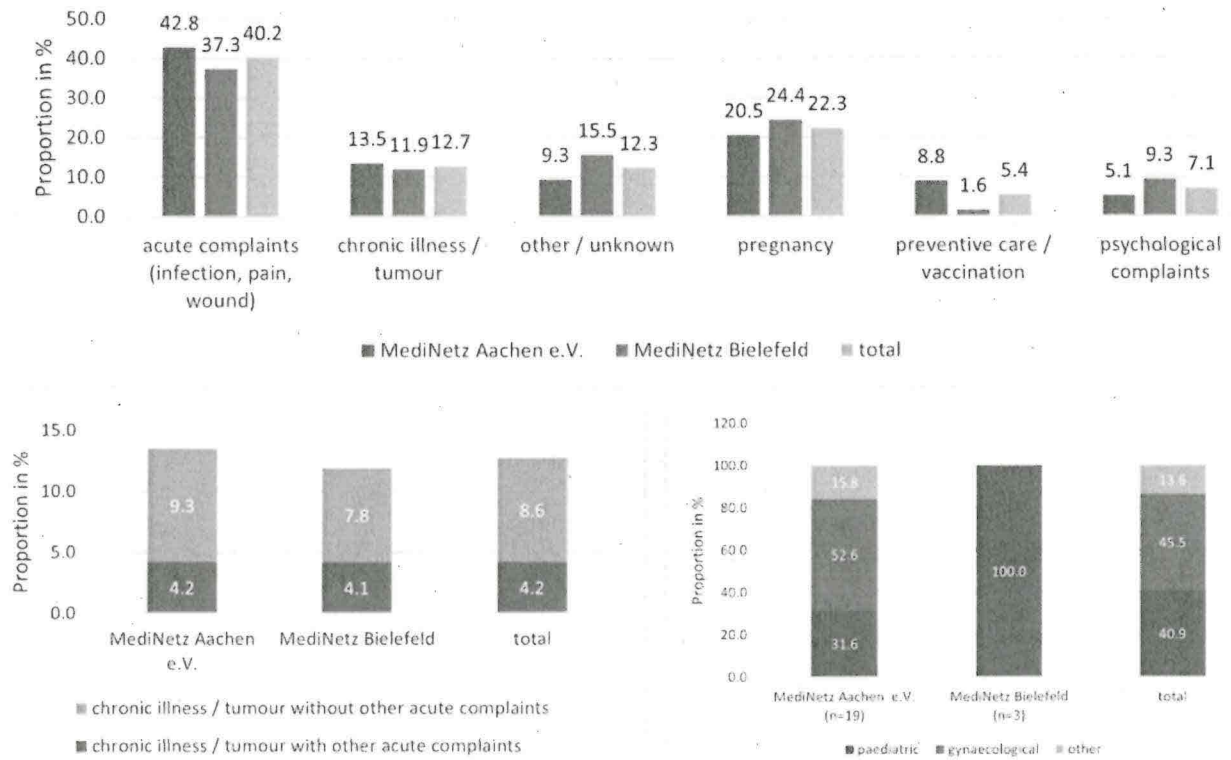 Proportion in %
50.0
40.0
30.0
20.0
10.0
0.0
42.8 37.3 40.2
13.5 11.9 12.7
9.3 15.5 12.3
20.5 24.4 22.3
8.8 1.6 5.4
5.1 9.3 7.1
acute complaints
(infection, pain,
wound)
chronic illness /
tumour
other / unknown
pregnancy
preventive care /
vaccination
psychological
complaints
MediNetz Aachen e.V. MediNetz Bielefeld total
Proportion in %
15.0
10.0
5.0
0.0
9.3 7.8 8.6
4.2 4.1 4.2
MediNetz Aachen
e.V.
MediNetz Bielefeld
total
chronic illness / tumour without other acute complaints
chronic illness / tumour with other acute complaints
Proportion in %
120.0
100.0
80.0
60.0
40.0
20.0
0.0
15.8 13.6
52.6 100.0 45.5
31.6 40.9
MediNetz Aachen e.V.
(n=19)
MediNetz Bielefeld
(n=3)
total
paediatric gynaecological other